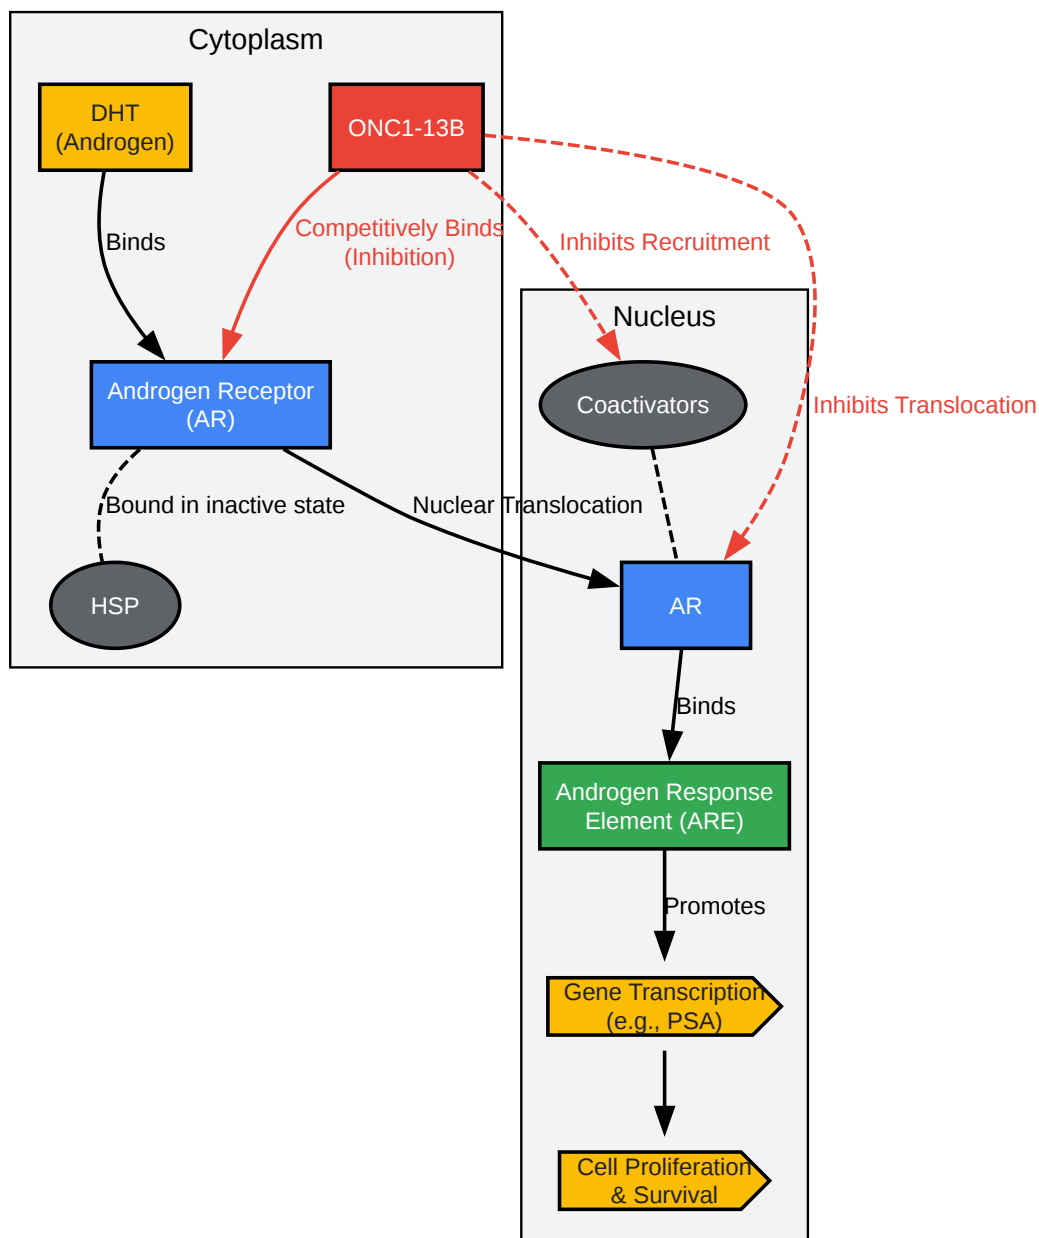 Cytoplasm
DHT
(Androgen)
ONC1-13B
Binds
Competitively Binds
(Inhibition)
Inhibits Recruitment
Nucleus
Androgen Receptor
(AR)
Coactivators
Inhibits Translocation
Bound in inactive state
Nuclear Translocation
HSP
AR
Binds
Androgen Response
Element (ARE)
Promotes
Gene Transcription
(e.g., PSA)
Cell Proliferation
& Survival